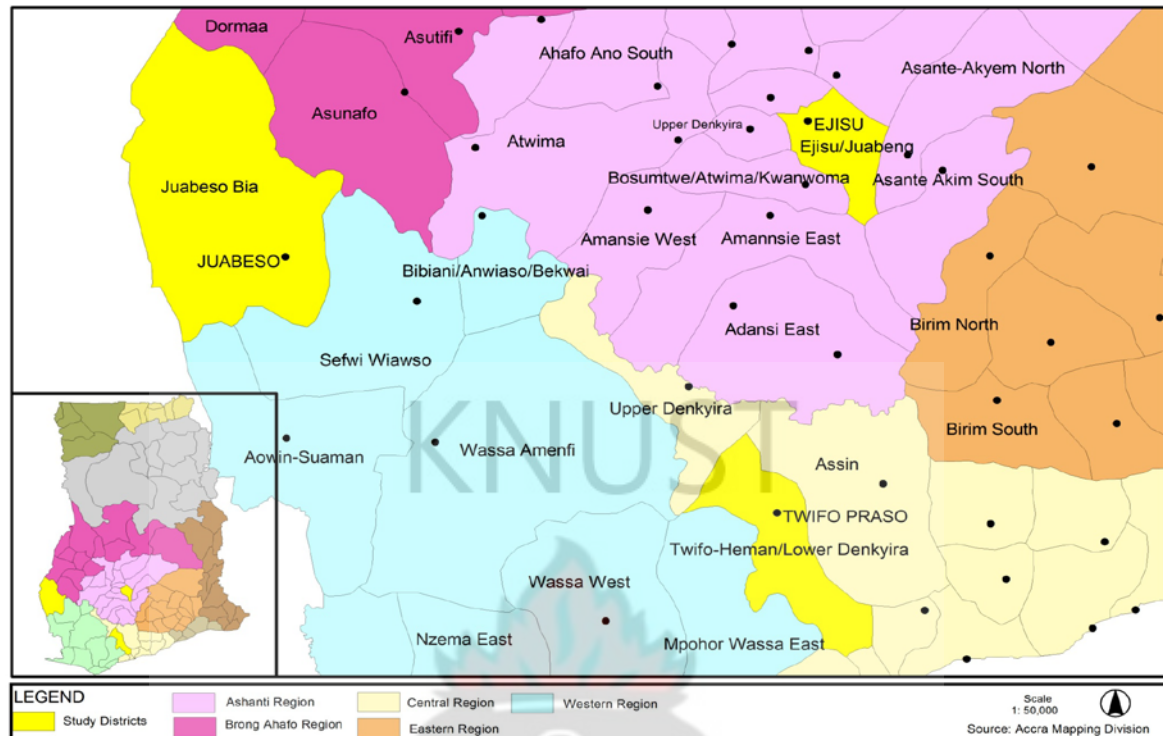 Dormaa
Asutifi
Ahafo Ano South
Asante-Akyem North
Asunafo
Upper Denkyira
EJISU
Atwima
Ejisu/Juabeng
Juabeso Bia
Bosumtwe/Atwima/Kwanwoma
Asante Akim South
Amansie West
Amannsie East
JUABESO
Bibiani/Anwiaso/Bekwai
Adansi East
Birim North
Sefwi Wiawso
Upper Denkyira
KNUST
Birim South
Aowin-Suaman
Wassa Amenfi
Assin
TWIFO PRASO
Twifo-Heman/Lower Denkyira
Wassa West
Nzema East
Mpohor Wassa East
LEGEND
Study Districts
Ashanti Region
Brong Ahafo Region
Central Region
Eastern Region
Western Region
Scale
1: 50,000
Source: Accra Mapping Division